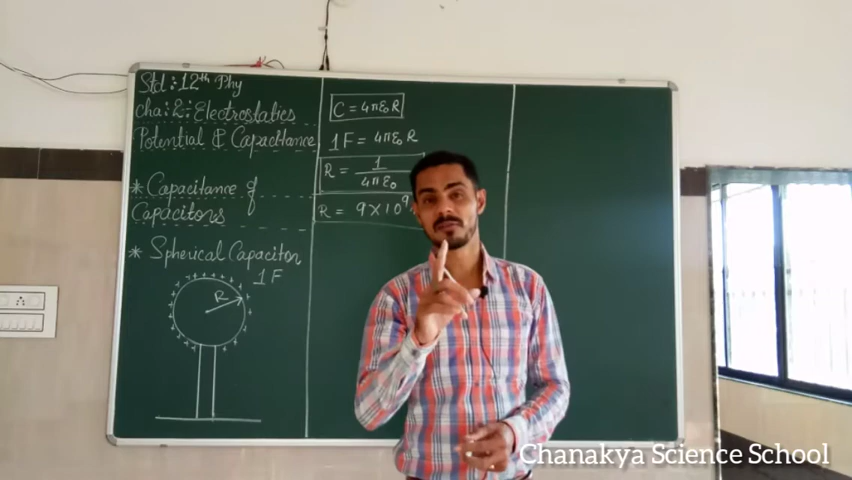 Std : 12th Phy
cha : 2 : Electrostatics
Potential & Capacitance
* Capacitance of
Capacitors
* Spherical Capacitor
1F
R
C = 4πε₀R
1F = 4πε₀R
R = 1/4πε₀
R = 9×10⁹
Chanakya Science School